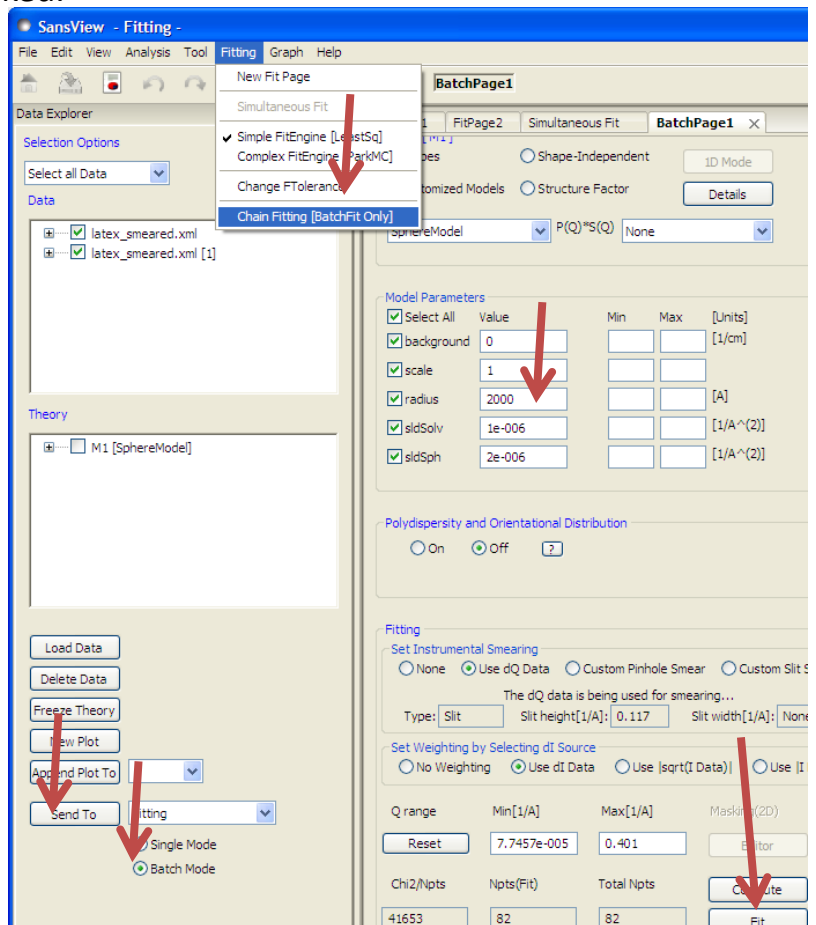 SansView - Fitting -
File Edit View Analysis Tool Fitting Graph Help
BatchPage1
New Fit Page
Simultaneous Fit
Simple FitEngine [LeastSq]
Complex FitEngine [ParkMC]
Change FTolerance
Chain Fitting [BatchFit Only]
Data Explorer
Selection Options
Select all Data
Data
latex_smeared.xml
latex_smeared.xml [1]
Theory
M1 [SphereModel]
Load Data
Delete Data
Freeze Theory
New Plot
Append Plot To
Send To Fitting
Single Mode
Batch Mode
1 FitPage2 Simultaneous Fit BatchPage1
Shape-Independent 1D Mode
Models Structure Factor Details
SphereModel P(Q)*S(Q) None
Model Parameters
Select All Value Min Max [Units]
background 0 [1/cm]
scale 1
radius 2000 [A]
sldSolv 1e-006 [1/A^(2)]
sldSph 2e-006 [1/A^(2)]
Polydispersity and Orientational Distribution
On Off ?
Fitting
Set Instrumental Smearing
None Use dQ Data Custom Pinhole Smear Custom Slit S
The dQ data is being used for smearing...
Type: Slit Slit height[1/A]: 0.117 Slit width[1/A]: None
Set Weighting by Selecting dI Source
No Weighting Use dI Data Use |sqrt(I Data)| Use |I
Q range Min[1/A] Max[1/A] Masking(2D)
Reset 7.7457e-005 0.401 Editor
Chi2/Npts Npts(Fit) Total Npts Compute
41653 82 82 Fit